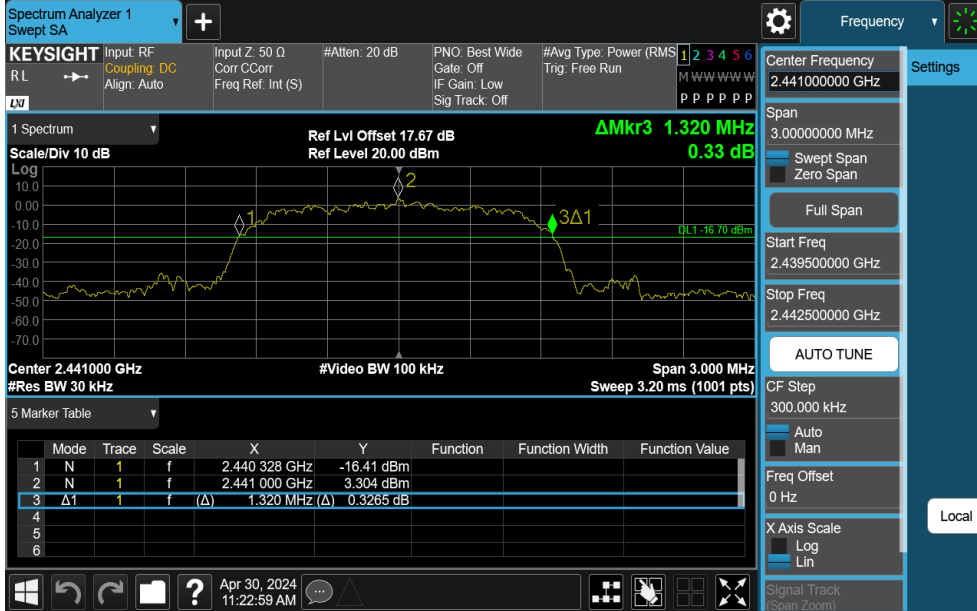 Spectrum Analyzer 1
Swept SA
+
Frequency
KEYSIGHT
R L
LXI
Input: RF
Coupling: DC
Align: Auto
Input Z: 50 Ω
Corr CCorr
Freq Ref: Int (S)
#Atten: 20 dB
PNO: Best Wide
Gate: Off
IF Gain: Low
Sig Track: Off
#Avg Type: Power (RMS
Trig: Free Run
1 2 3 4 5 6
M W W W W W
P P P P P P
1 Spectrum
Scale/Div 10 dB
Ref Lvl Offset 17.67 dB
Ref Level 20.00 dBm
ΔMkr3 1.320 MHz
0.33 dB
Log
10.0
0.00
-10.0
-20.0
-30.0
-40.0
-50.0
-60.0
-70.0
1
2
3Δ1
DL1 -16.70 dBm
Center 2.441000 GHz
#Video BW 100 kHz
Span 3.000 MHz
#Res BW 30 kHz
Sweep 3.20 ms (1001 pts)
5 Marker Table
Mode Trace Scale X Y Function Function Width Function Value
1 N 1 f 2.440 328 GHz -16.41 dBm
2 N 1 f 2.441 000 GHz 3.304 dBm
3 Δ1 1 f (Δ) 1.320 MHz (Δ) 0.3265 dB
4
5
6
?
Apr 30, 2024
11:22:59 AM
Center Frequency
2.441000000 GHz
Span
3.00000000 MHz
Swept Span
Zero Span
Full Span
Start Freq
2.439500000 GHz
Stop Freq
2.442500000 GHz
AUTO TUNE
CF Step
300.000 kHz
Auto
Man
Freq Offset
0 Hz
X Axis Scale
Log
Lin
Signal Track
(Span Zoom)
Settings
Local